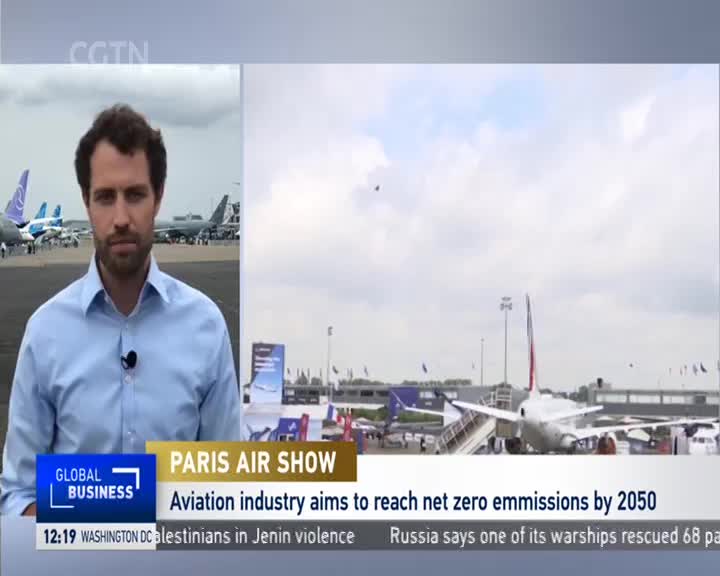 CGTN
PARIS AIR SHOW
GLOBAL
BUSINESS
Aviation industry aims to reach net zero emmissions by 2050
12:19 WASHINGTON DC
alestinians in Jenin violence Russia says one of its warships rescued 68 pa